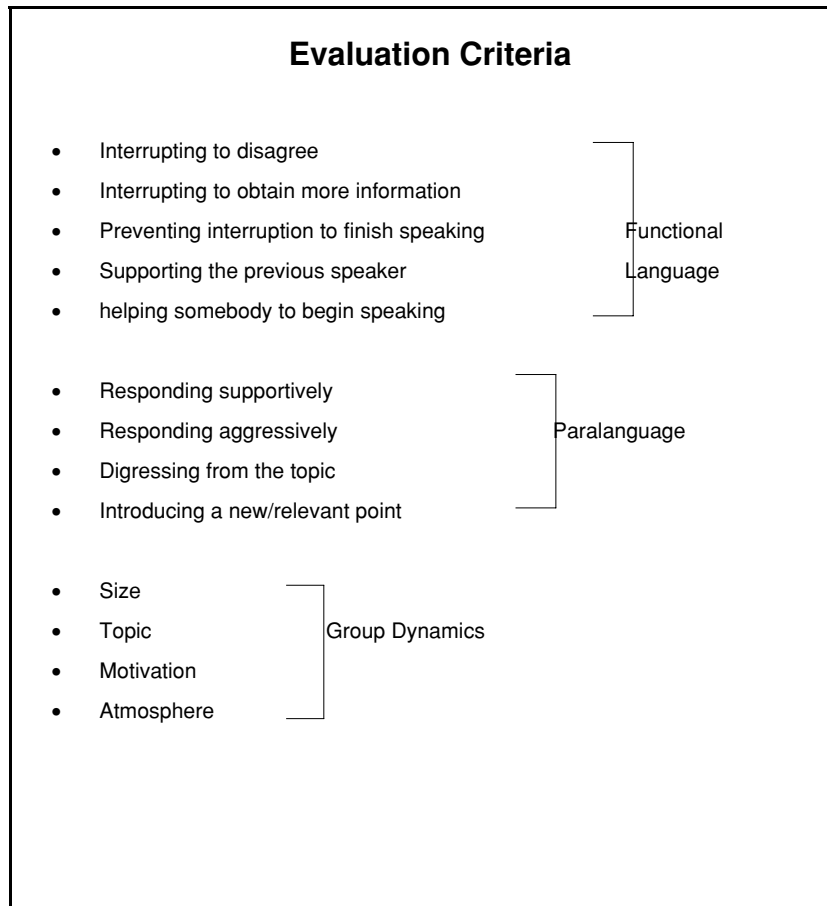 Evaluation Criteria
• Interrupting to disagree
• Interrupting to obtain more information
• Preventing interruption to finish speaking Functional
• Supporting the previous speaker Language
• helping somebody to begin speaking
• Responding supportively
• Responding aggressively Paralanguage
• Digressing from the topic
• Introducing a new/relevant point
• Size
• Topic Group Dynamics
• Motivation
• Atmosphere